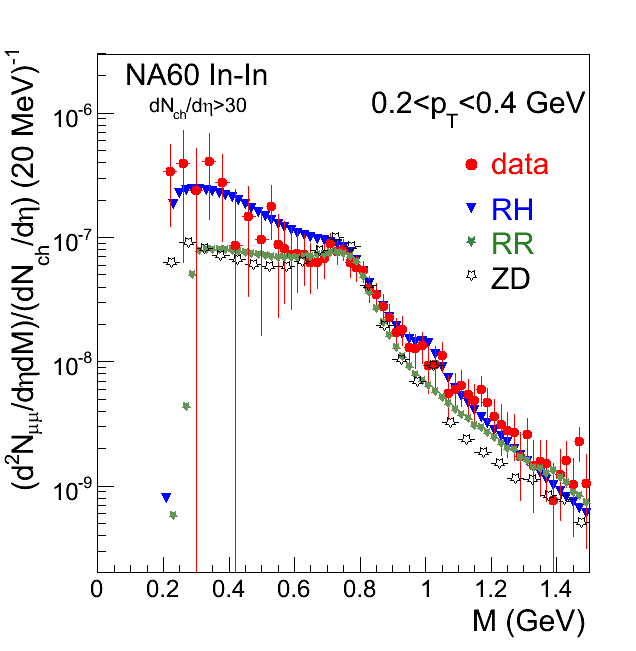 NA60 In-In
dN_ch/dη>30
0.2<p_T<0.4 GeV
data
RH
RR
ZD
(d²N_μμ/dηdM)/(dN_ch/dη) (20 MeV)⁻¹
10⁻⁶
10⁻⁷
10⁻⁸
10⁻⁹
0 0.2 0.4 0.6 0.8 1 1.2 1.4
M (GeV)